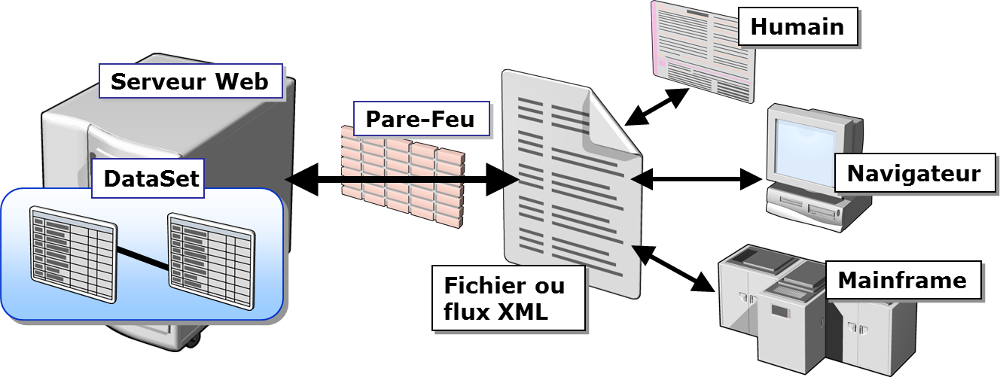 Serveur Web
DataSet
Pare-Feu
Fichier ou
flux XML
Humain
Navigateur
Mainframe